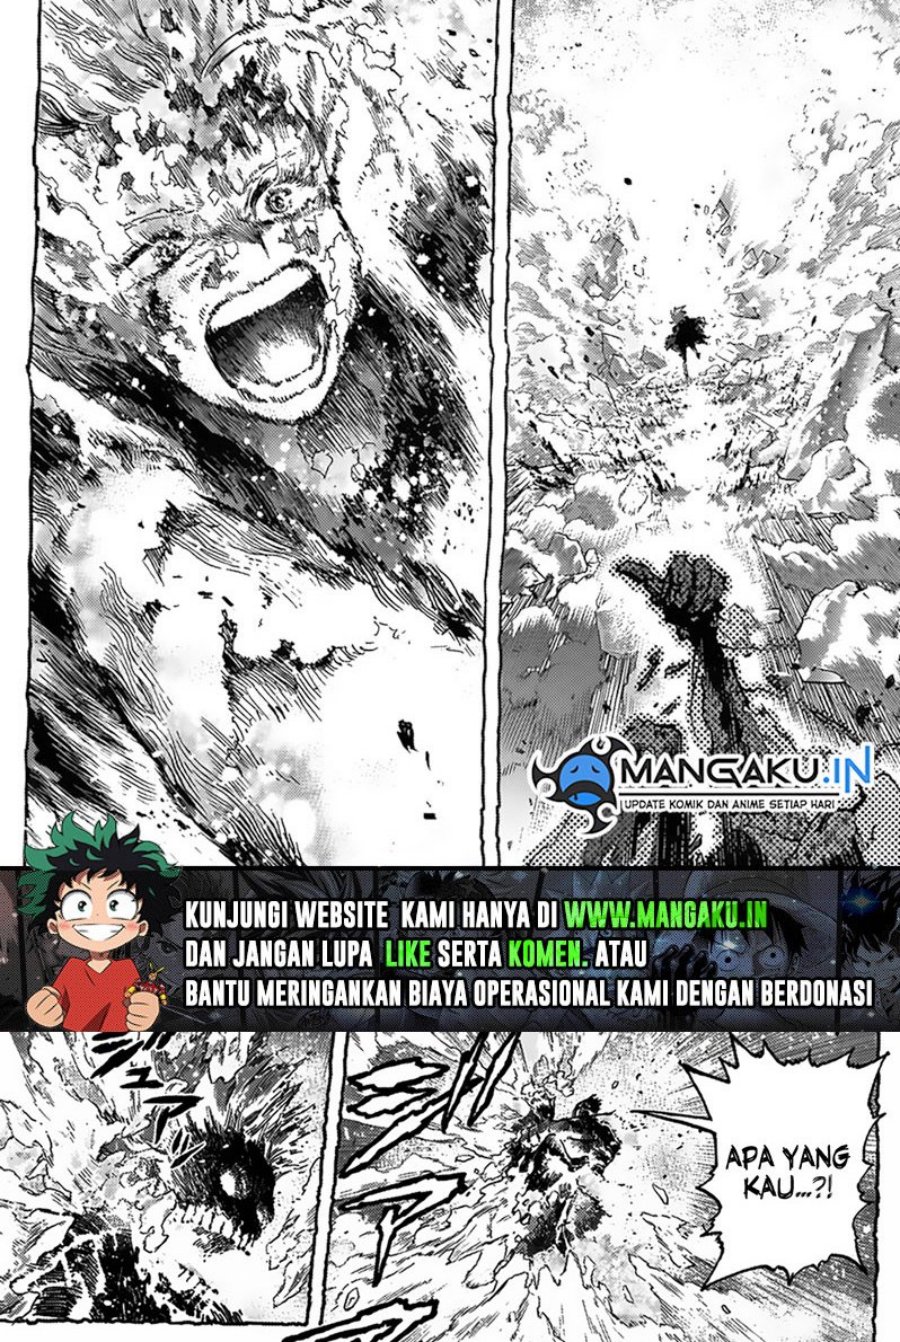 MANGAKU.IN
UPDATE KOMIK DAN ANIME SETIAP HARI
KUNJUNGI WEBSITE KAMI HANYA DI WWW.MANGAKU.IN
DAN JANGAN LUPA LIKE SERTA KOMEN. ATAU
BANTU MERINGANKAN BIAYA OPERASIONAL KAMI DENGAN BERDONASI
APA YANG
KAU...?!